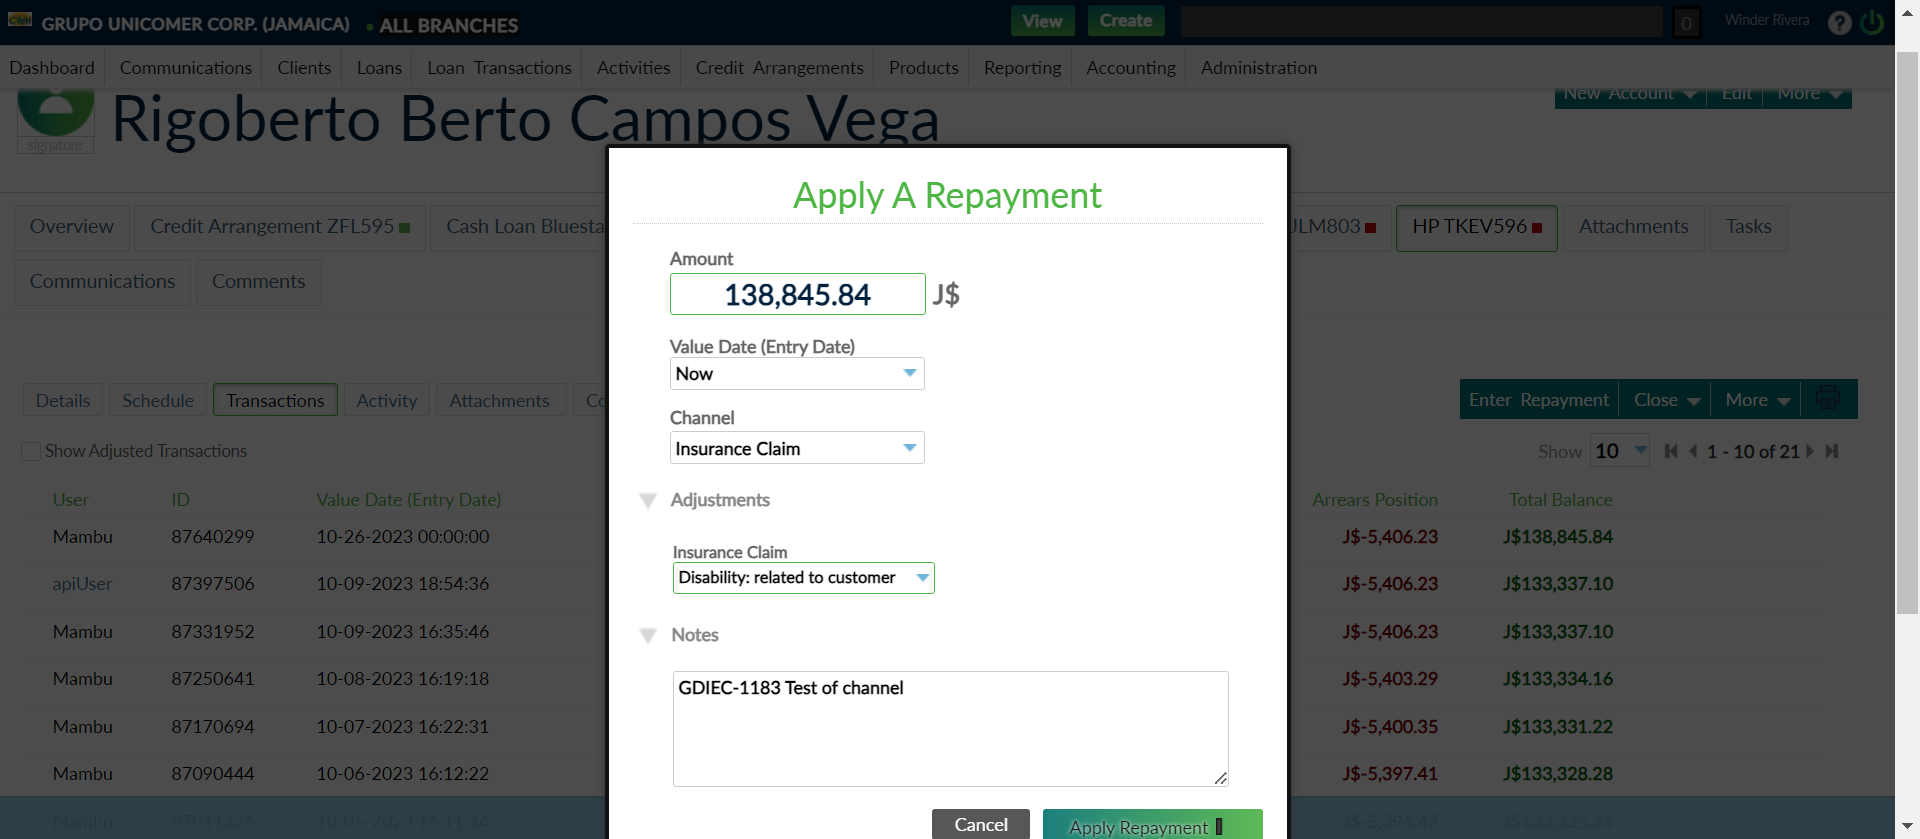 GRUPO UNICOMER CORP. (JAMAICA) ALL BRANCHES View Create 0 Winder Rivera ?
Dashboard Communications Clients Loans Loan Transactions Activities Credit Arrangements Products Reporting Accounting Administration
signature Rigoberto Berto Campos Vega New Account Edit More
Apply A Repayment
Overview Credit Arrangement ZFL595 Cash Loan Bluesta JLM803 HP TKEV596 Attachments Tasks
Communications Comments
Amount
138,845.84 J$
Value Date (Entry Date)
Now
Details Schedule Transactions Activity Attachments Co Enter Repayment Close More
Channel
Insurance Claim
Show Adjusted Transactions Show 10 1 - 10 of 21
User ID Value Date (Entry Date) Arrears Position Total Balance
Adjustments
Mambu 87640299 10-26-2023 00:00:00 J$-5,406.23 J$138,845.84
Insurance Claim
Disability: related to customer
apiUser 87397506 10-09-2023 18:54:36 J$-5,406.23 J$133,337.10
Mambu 87331952 10-09-2023 16:35:46 J$-5,406.23 J$133,337.10
Notes
Mambu 87250641 10-08-2023 16:19:18 J$-5,403.29 J$133,334.16
GDIEC-1183 Test of channel
Mambu 87170694 10-07-2023 16:22:31 J$-5,400.35 J$133,331.22
Mambu 87090444 10-06-2023 16:12:22 J$-5,397.41 J$133,328.28
Mambu 87011226 10-05-2023 16:11:44 J$-5,394.47 J$133,325.34
Cancel Apply Repayment